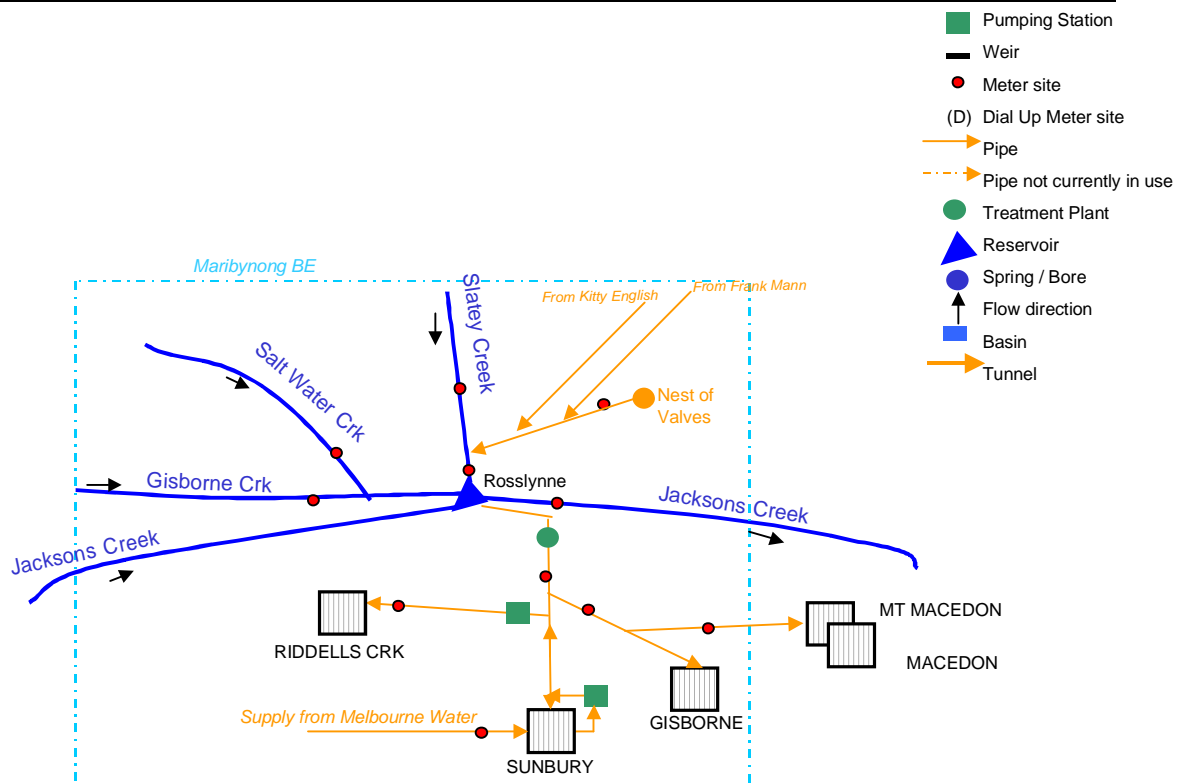 Pumping Station
Weir
Meter site
(D) Dial Up Meter site
Pipe
Pipe not currently in use
Treatment Plant
Reservoir
Spring / Bore
Flow direction
Basin
Tunnel
Maribynong BE
Slatey Creek
From Kitty English
From Frank Mann
Salt Water Crk
Nest of
Valves
Gisborne Crk
Rosslynne
Jacksons Creek
Jacksons Creek
RIDDELLS CRK
MT MACEDON
MACEDON
GISBORNE
Supply from Melbourne Water
SUNBURY